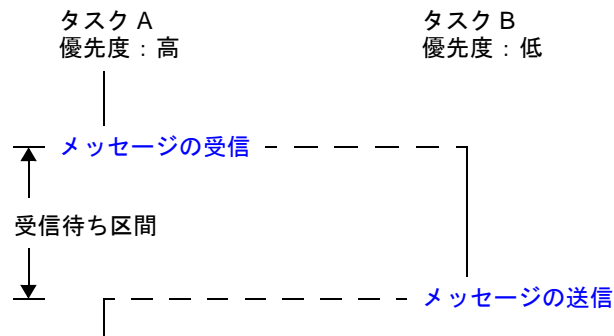 タスク A
優先度：高
タスク B
優先度：低
メッセージの受信
受信待ち区間
メッセージの送信